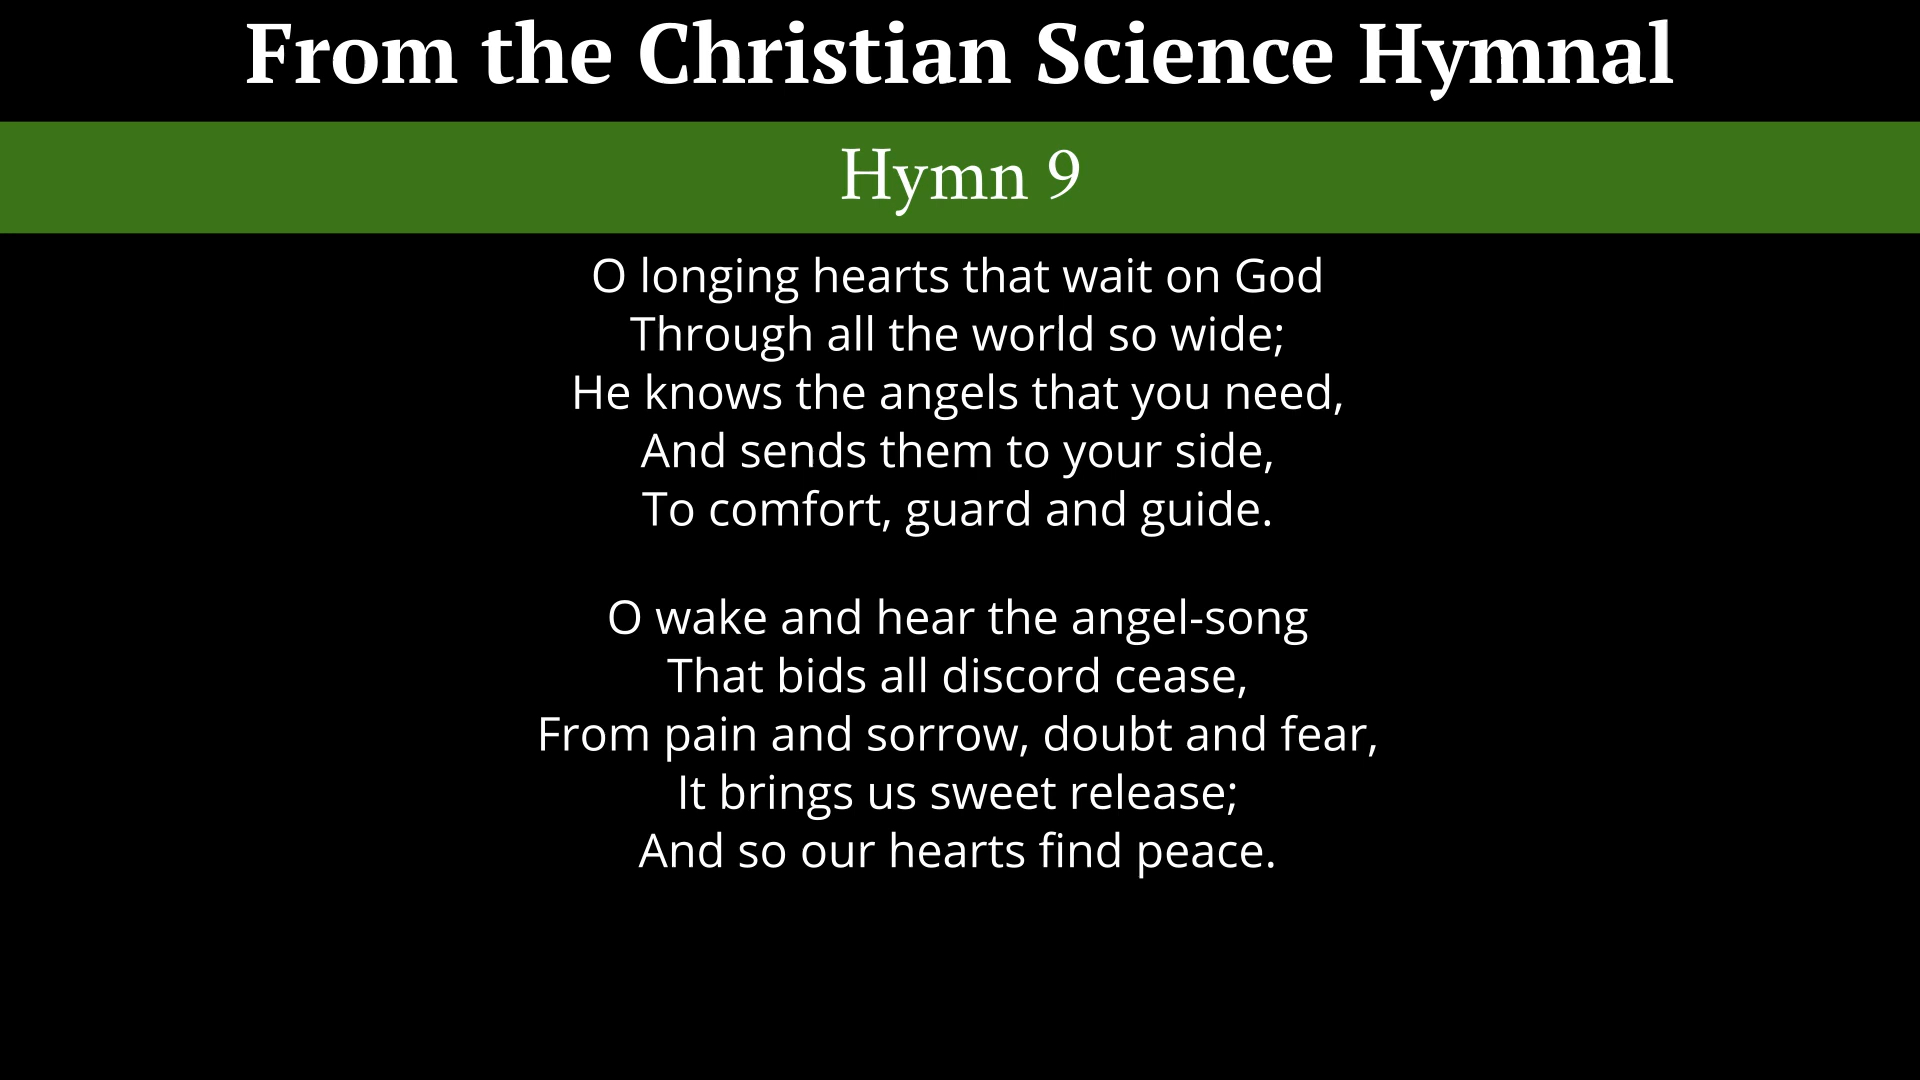 From the Christian Science Hymnal
Hymn 9
O longing hearts that wait on God
Through all the world so wide;
He knows the angels that you need,
And sends them to your side,
To comfort, guard and guide.
O wake and hear the angel-song
That bids all discord cease,
From pain and sorrow, doubt and fear,
It brings us sweet release;
And so our hearts find peace.